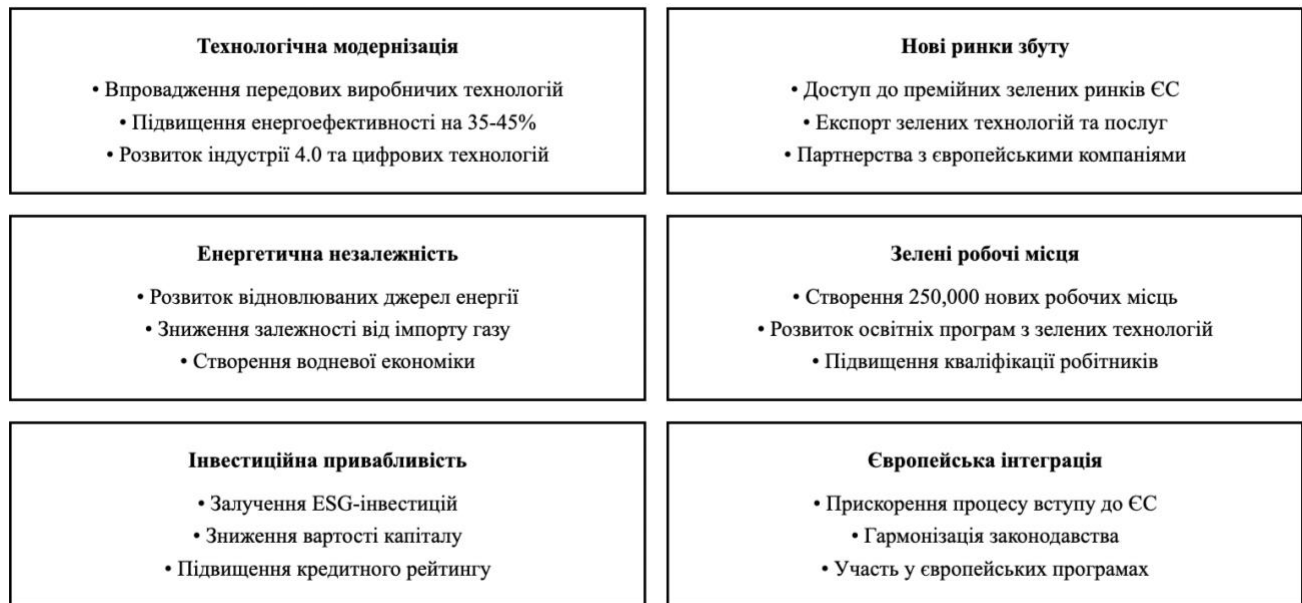 Технологічна модернізація
• Впровадження передових виробничих технологій
• Підвищення енергоефективності на 35-45%
• Розвиток індустрії 4.0 та цифрових технологій
Нові ринки збуту
• Доступ до премійних зелених ринків ЄС
• Експорт зелених технологій та послуг
• Партнерства з європейськими компаніями
Енергетична незалежність
• Розвиток відновлюваних джерел енергії
• Зниження залежності від імпорту газу
• Створення водневої економіки
Зелені робочі місця
• Створення 250,000 нових робочих місць
• Розвиток освітніх програм з зелених технологій
• Підвищення кваліфікації робітників
Інвестиційна привабливість
• Залучення ESG-інвестицій
• Зниження вартості капіталу
• Підвищення кредитного рейтингу
Європейська інтеграція
• Прискорення процесу вступу до ЄС
• Гармонізація законодавства
• Участь у європейських програмах